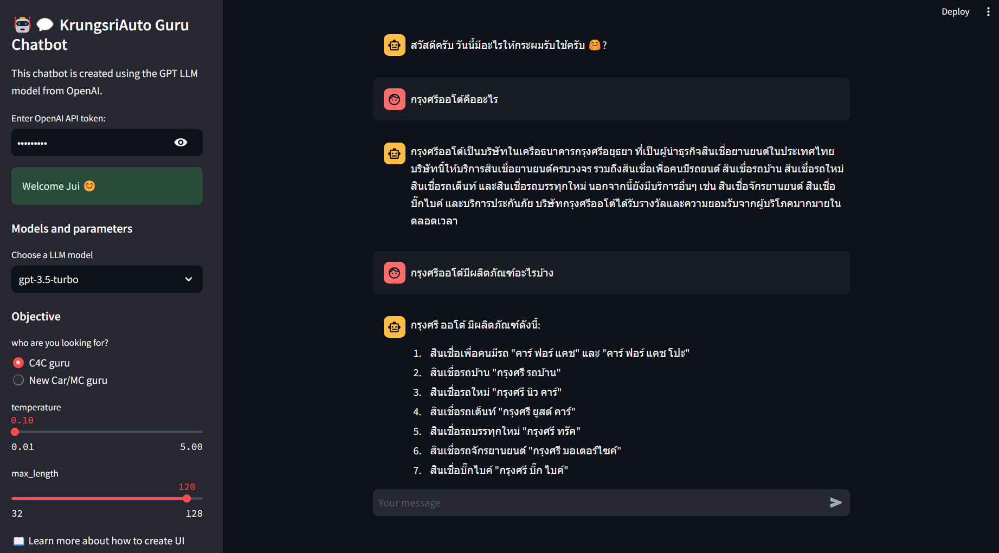 KrungsriAuto Guru
Chatbot
This chatbot is created using the GPT LLM
model from OpenAI.
Enter OpenAI API token:
•••••••••
Welcome Jui 😊
Models and parameters
Choose a LLM model
gpt-3.5-turbo
Objective
who are you looking for?
C4C guru
New Car/MC guru
temperature
0.10
0.01 5.00
max_length
120
32 128
📖 Learn more about how to create UI
Deploy
สวัสดีครับ วันนี้มีอะไรให้กระผมรับใช้ครับ 🤗 ?
กรุงศรีออโต้คืออะไร
กรุงศรีออโต้เป็นบริษัทในเครือธนาคารกรุงศรีอยุธยา ที่เป็นผู้นำธุรกิจสินเชื่อยานยนต์ในประเทศไทย
บริษัทนี้ให้บริการสินเชื่อยานยนต์ครบวงจร รวมถึงสินเชื่อเพื่อคนมีรถยนต์ สินเชื่อรถบ้าน สินเชื่อรถใหม่
สินเชื่อรถเต็นท์ และสินเชื่อรถบรรทุกใหม่ นอกจากนี้ยังมีบริการอื่นๆ เช่น สินเชื่อจักรยานยนต์ สินเชื่อ
บิ๊กไบค์ และบริการประกันภัย บริษัทกรุงศรีออโต้ได้รับรางวัลและความยอมรับจากผู้บริโภคมากมายใน
ตลอดเวลา
กรุงศรีออโต้มีผลิตภัณฑ์อะไรบ้าง
กรุงศรี ออโต้ มีผลิตภัณฑ์ดังนี้:
1. สินเชื่อเพื่อคนมีรถ "คาร์ ฟอร์ แคช" และ "คาร์ ฟอร์ แคช โปะ"
2. สินเชื่อรถบ้าน "กรุงศรี รถบ้าน"
3. สินเชื่อรถใหม่ "กรุงศรี นิว คาร์"
4. สินเชื่อรถเต็นท์ "กรุงศรี ยูสด์ คาร์"
5. สินเชื่อรถบรรทุกใหม่ "กรุงศรี ทรัค"
6. สินเชื่อรถจักรยานยนต์ "กรุงศรี มอเตอร์ไซค์"
7. สินเชื่อบิ๊กไบค์ "กรุงศรี บิ๊ก ไบค์"
Your message